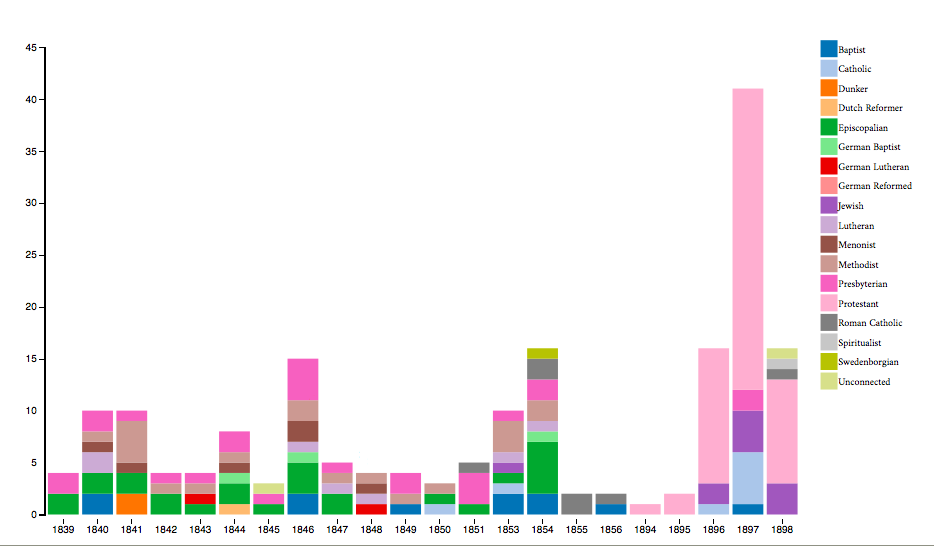 45
40
35
30
25
20
15
10
5
0
1839 1840 1841 1842 1843 1844 1845 1846 1847 1848 1849 1850 1851 1853 1854 1855 1856 1894 1895 1896 1897 1898
Baptist
Catholic
Dunker
Dutch Reformer
Episcopalian
German Baptist
German Lutheran
German Reformed
Jewish
Lutheran
Menonist
Methodist
Presbyterian
Protestant
Roman Catholic
Spiritualist
Swedenborgian
Unconnected